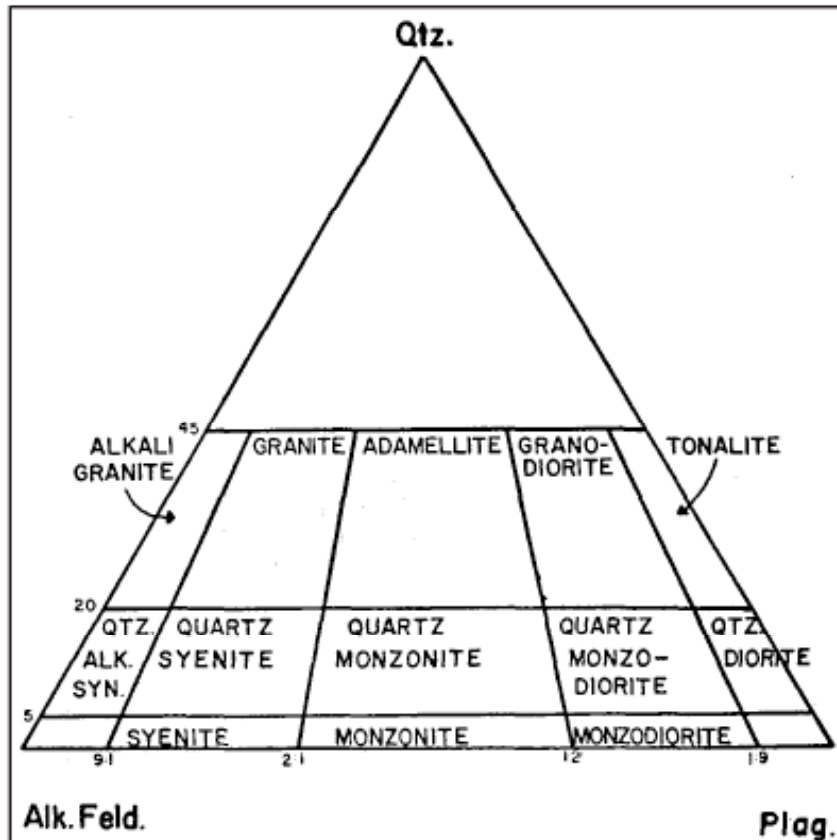 Qtz.
45
ALKALI
GRANITE
GRANITE
ADAMELLITE
GRANO-
DIORITE
TONALITE
20
QTZ.
ALK.
SYN.
QUARTZ
SYENITE
QUARTZ
MONZONITE
QUARTZ
MONZO-
DIORITE
QTZ.
DIORITE
5
SYENITE
MONZONITE
MONZODIORITE
9:1
2:1
1:2
1:9
Alk. Feld.
Plag.